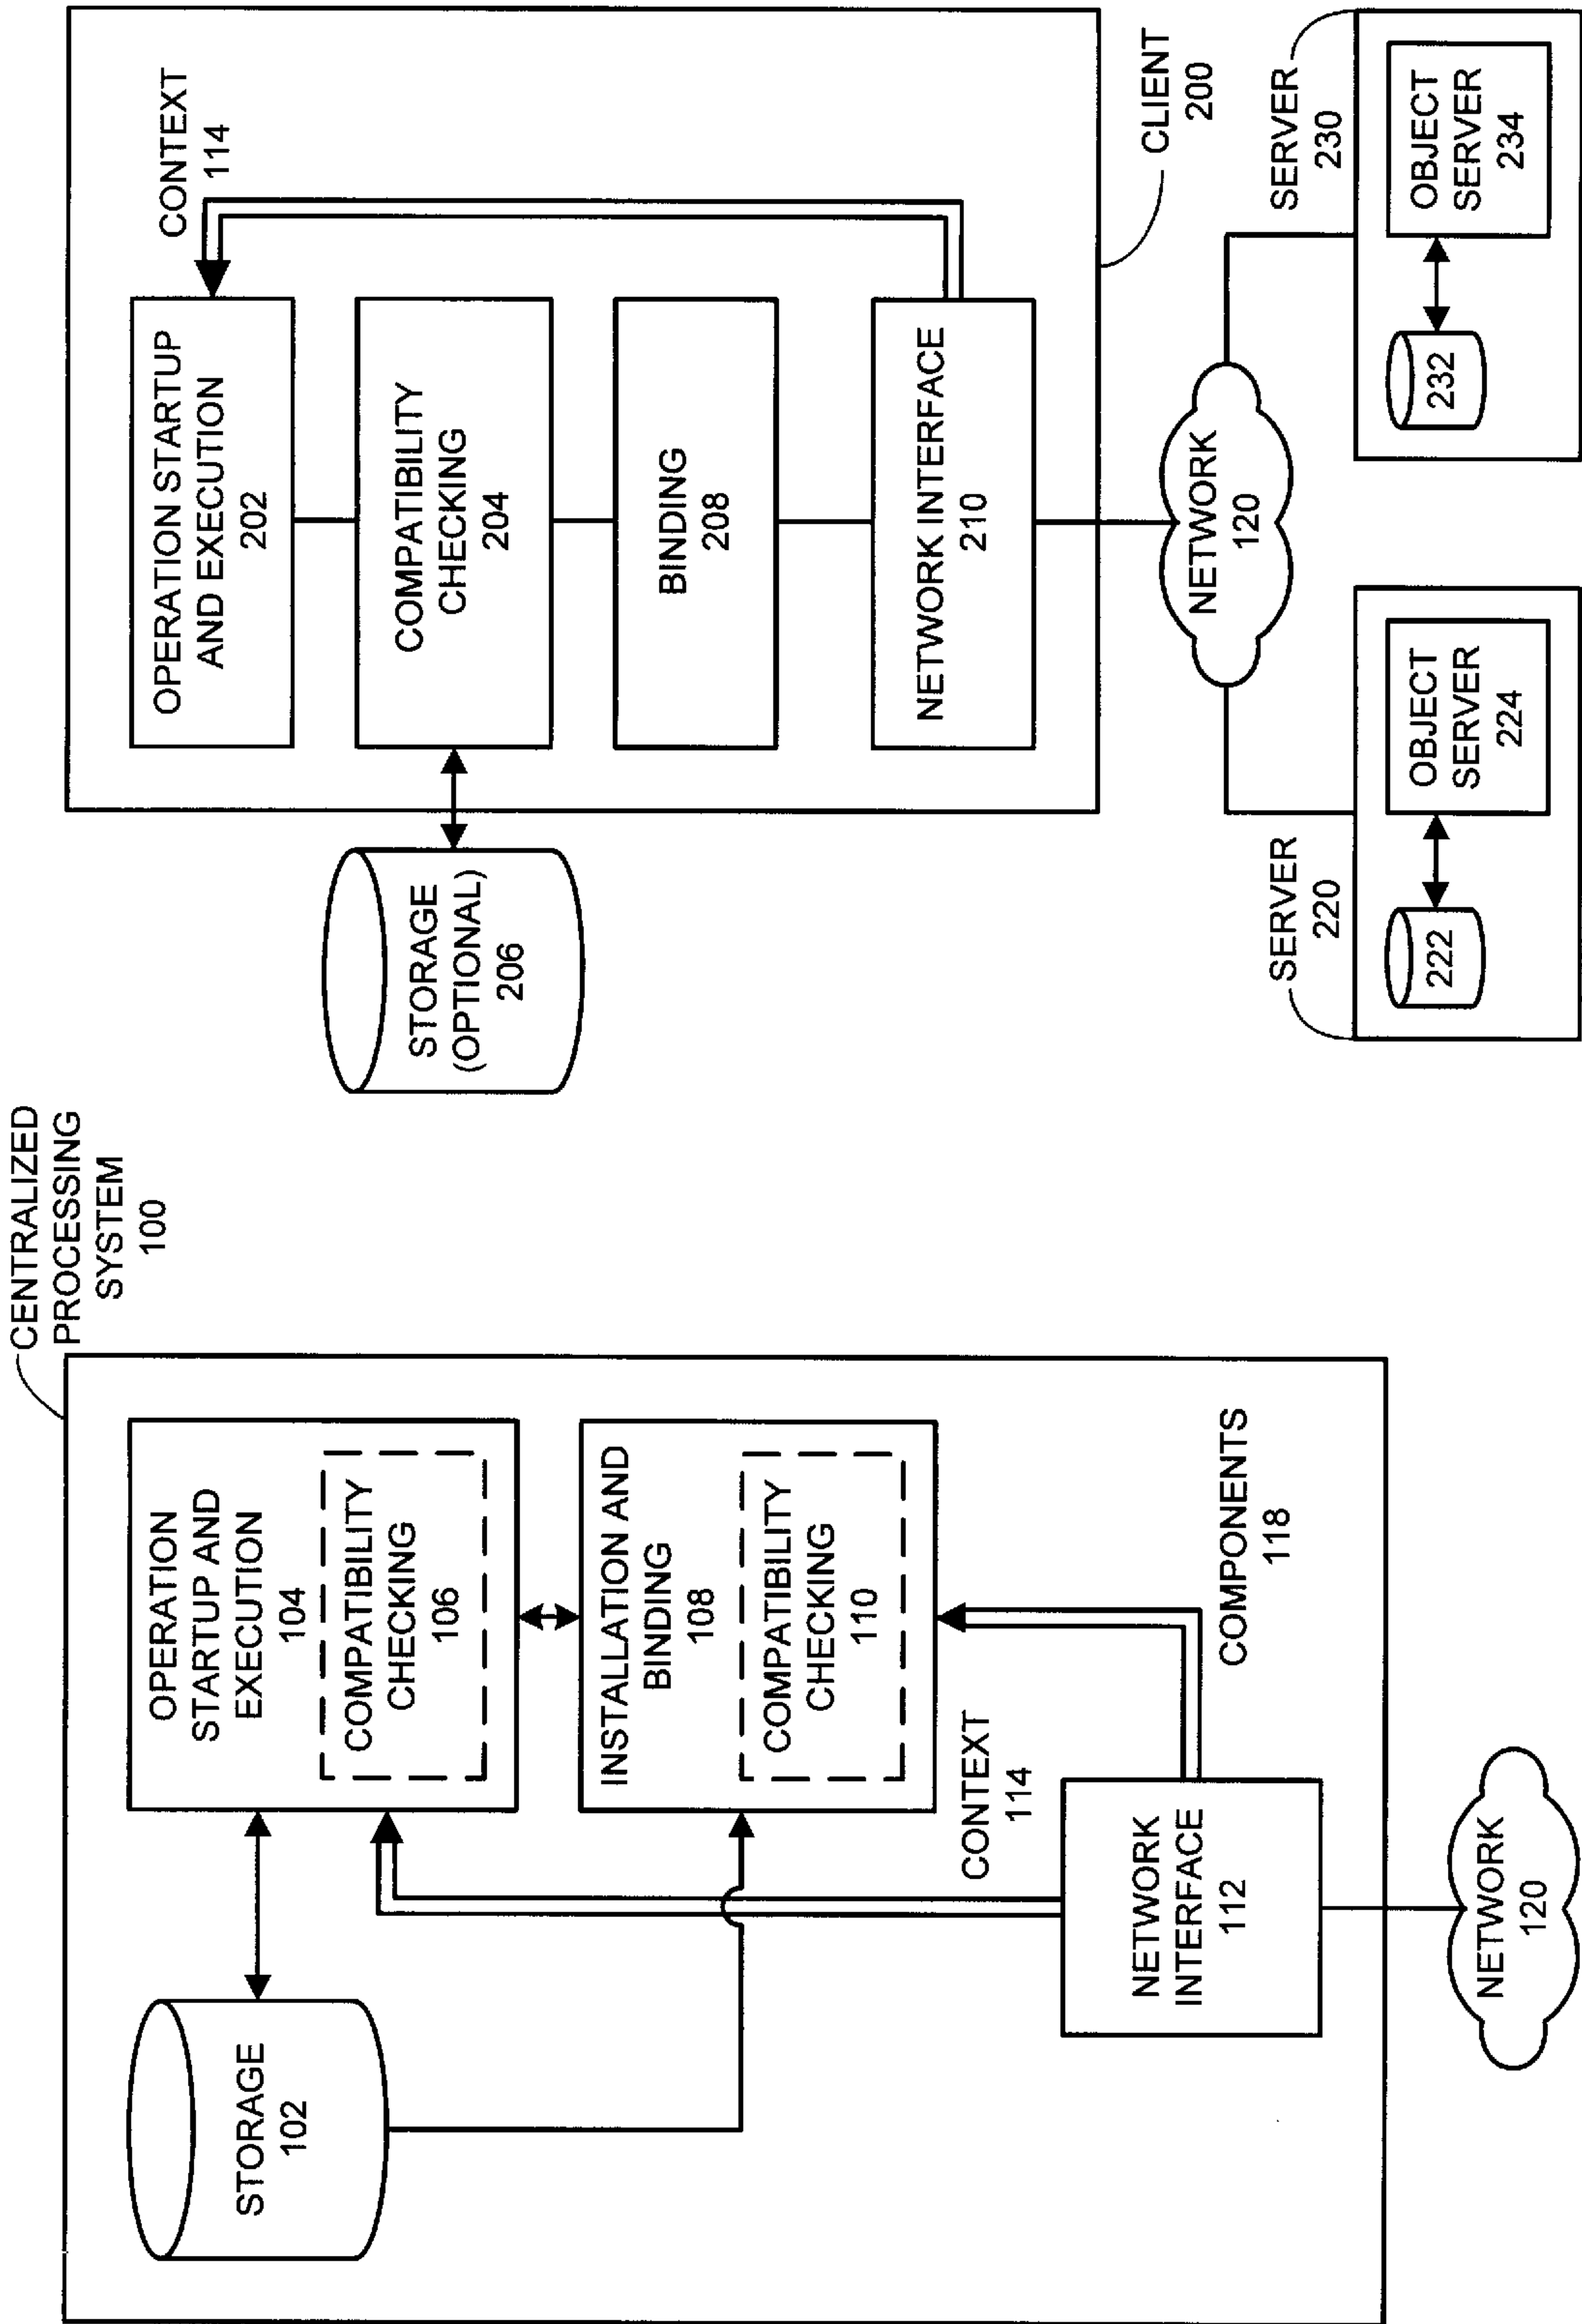 CENTRALIZED
PROCESSING
SYSTEM
100
STORAGE
102
OPERATION
STARTUP AND
EXECUTION
104
COMPATIBILITY
CHECKING
106
INSTALLATION AND
BINDING
108
COMPATIBILITY
CHECKING
110
CONTEXT
114
COMPONENTS
118
NETWORK
INTERFACE
112
NETWORK
120
CONTEXT
114
OPERATION STARTUP
AND EXECUTION
202
STORAGE
(OPTIONAL)
206
COMPATIBILITY
CHECKING
204
BINDING
208
NETWORK INTERFACE
210
CLIENT
200
NETWORK
120
SERVER
220
222
OBJECT
SERVER
224
SERVER
230
232
OBJECT
SERVER
234